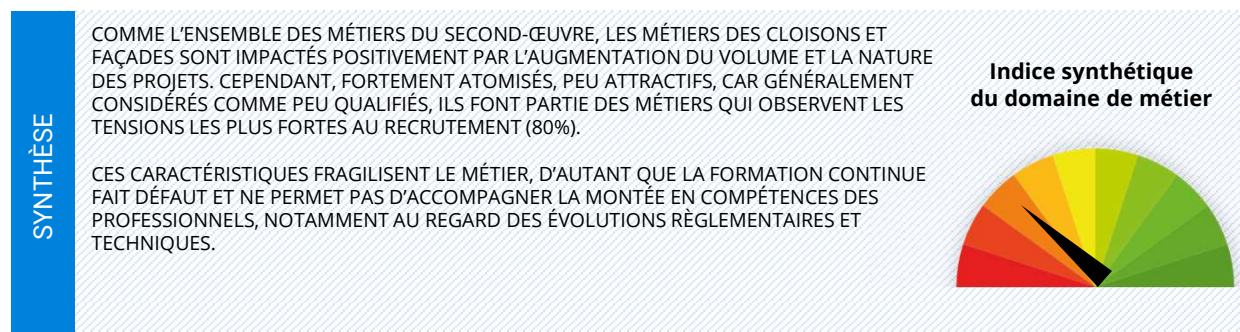 SYNTHÈSE
COMME L'ENSEMBLE DES MÉTIERS DU SECOND-ŒUVRE, LES MÉTIERS DES CLOISONS ET
FAÇADES SONT IMPACTÉS POSITIVEMENT PAR L'AUGMENTATION DU VOLUME ET LA NATURE
DES PROJETS. CEPENDANT, FORTEMENT ATOMISÉS, PEU ATTRACTIFS, CAR GÉNÉRALEMENT
CONSIDÉRÉS COMME PEU QUALIFIÉS, ILS FONT PARTIE DES MÉTIERS QUI OBSERVENT LES
TENSIONS LES PLUS FORTES AU RECRUTEMENT (80%).
CES CARACTÉRISTIQUES FRAGILISENT LE MÉTIER, D'AUTANT QUE LA FORMATION CONTINUE
FAIT DÉFAUT ET NE PERMET PAS D'ACCOMPAGNER LA MONTÉE EN COMPÉTENCES DES
PROFESSIONNELS, NOTAMMENT AU REGARD DES ÉVOLUTIONS RÈGLEMENTAIRES ET
TECHNIQUES.
Indice synthétique
du domaine de métier